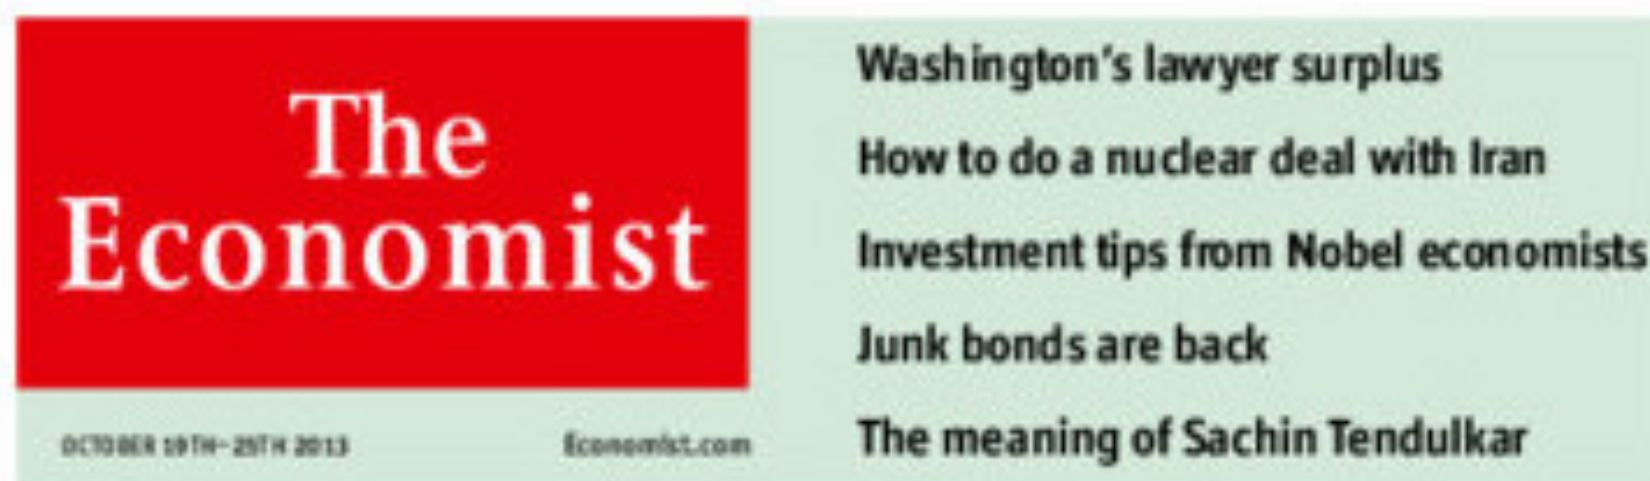 The
Economist
OCTOBER 19TH–25TH 2013
Economist.com
Washington's lawyer surplus
How to do a nuclear deal with Iran
Investment tips from Nobel economists
Junk bonds are back
The meaning of Sachin Tendulkar